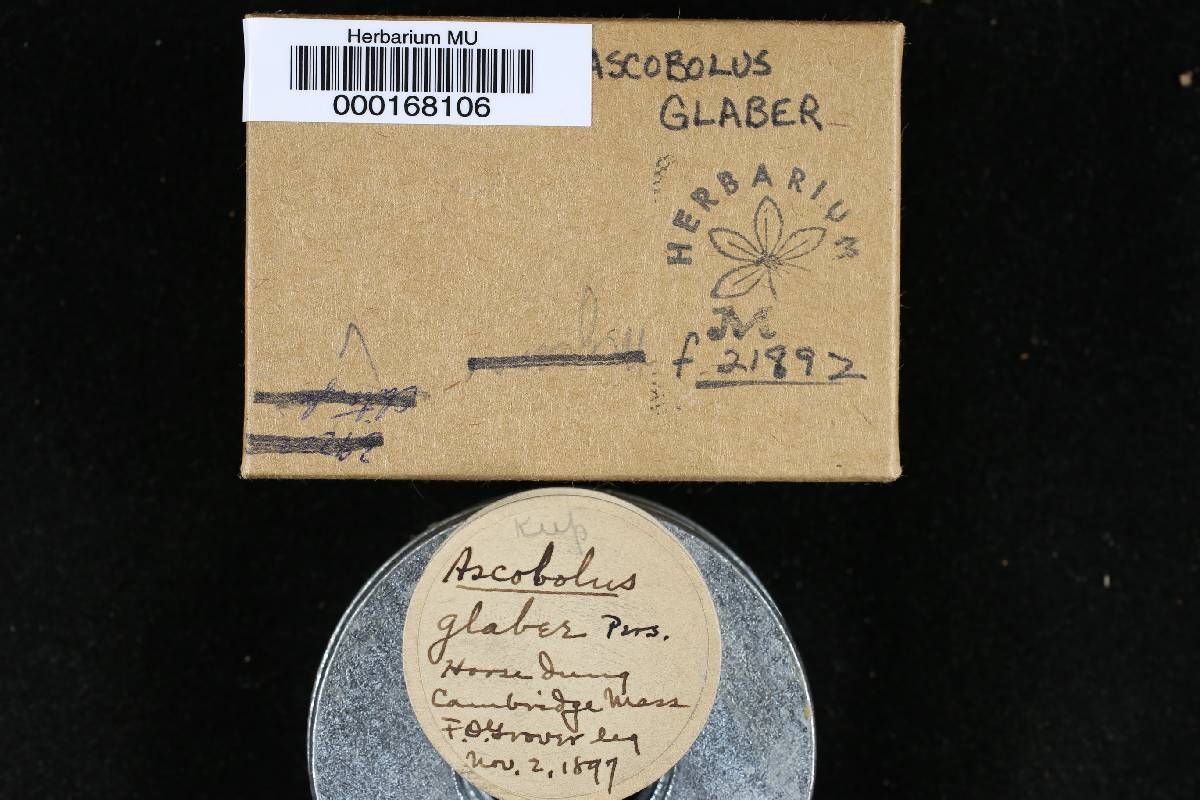 Herbarium MU
000168106
ASCOBOLUS
GLABER
HERBARIUM
M
f 21892
Kup
Ascobolus
glaber Pers.
Horse dung
Cambridge Mass
F.O. Grover leg
Nov. 2, 1897